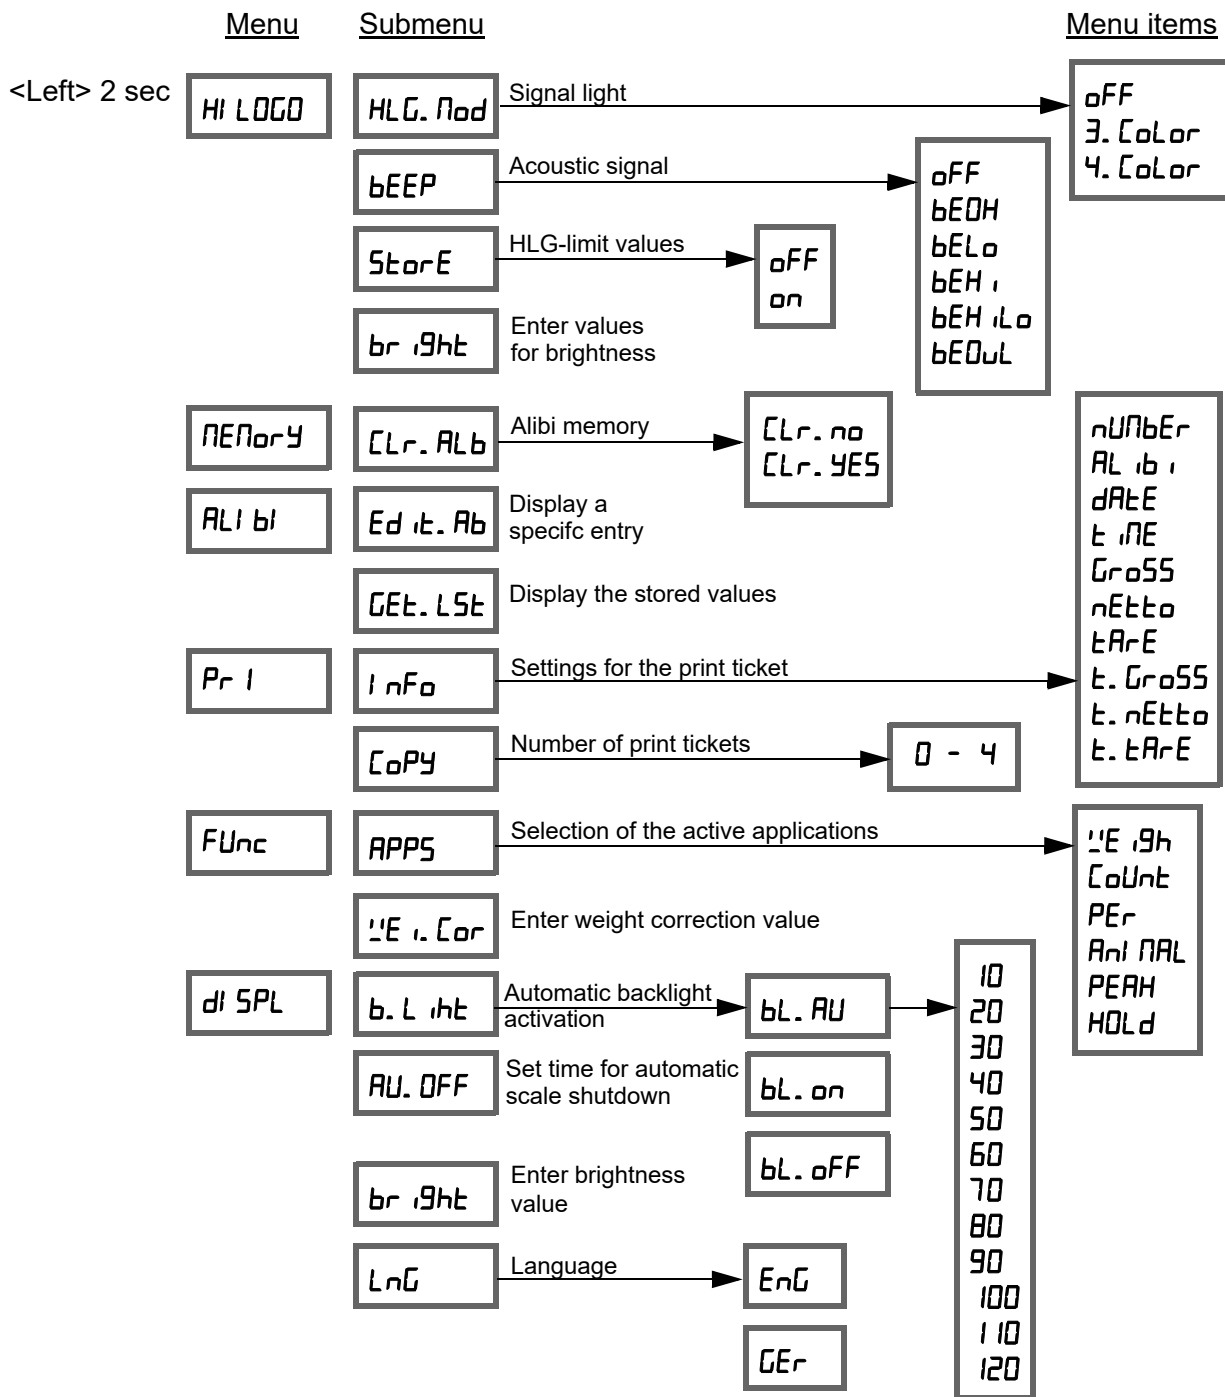 Menu Submenu Menu items
<Left> 2 sec
HI LOGO
HLG. Mod
Signal light
oFF
3. CoLor
4. CoLor
bEEP
Acoustic signal
oFF
bEOH
bELo
bEHi
bEHiLo
bEOuL
StorE
HLG-limit values
oFF
on
bright
Enter values
for brightness
MEMorY
CLr. ALb
Alibi memory
CLr. no
CLr. YES
ALIbI
Edit. Ab
Display a
specifc entry
GEt. LSt
Display the stored values
Pr I
InFo
Settings for the print ticket
nUMbEr
ALibi
dAtE
tiME
GroSS
nEtto
tArE
t. GroSS
t. nEtto
t. tArE
CoPY
Number of print tickets
0 - 4
FUnc
APPS
Selection of the active applications
WEigh
CoUnt
PEr
AnIMAL
PEAH
HOLd
WEi. Cor
Enter weight correction value
dISPL
b. Liht
Automatic backlight
activation
bL. AU
10
20
30
40
50
60
70
80
90
100
110
120
AU. OFF
Set time for automatic
scale shutdown
bL. on
bL. oFF
bright
Enter brightness
value
LnG
Language
EnG
GEr